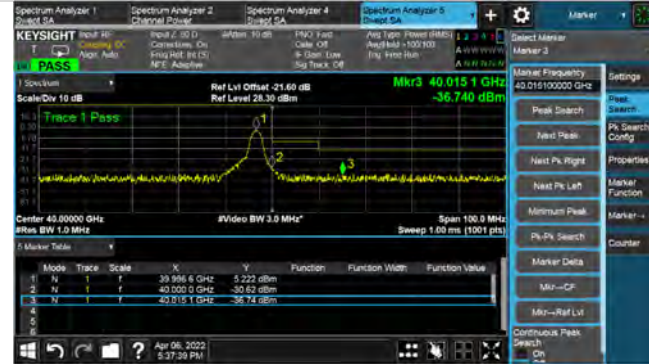 Spectrum Analyzer 1
Swept SA
Spectrum Analyzer 2
Channel Power
Spectrum Analyzer 4
Swept SA
Spectrum Analyzer 5
Swept SA
Marker
KEYSIGHT
PASS
Input: RF
Coupling: DC
Align: Auto
Input Z: 50 Ω
Corrections: On
Freq Ref: Int (S)
NFE: Adaptive
#Atten: 10 dB
PNO: Fast
Gate: Off
IF Gain: Low
Sig Track: Off
Avg Type: Power (RMS)
Avg|Hold: >100/100
Trig: Free Run
Select Marker
Marker 3
1 Spectrum
Scale/Div 10 dB
Ref Lvl Offset -21.60 dB
Ref Level 28.30 dBm
Mkr3 40.015 1 GHz
-36.740 dBm
Trace 1 Pass
1
2
3
Center 40.00000 GHz
#Res BW 1.0 MHz
#Video BW 3.0 MHz*
Span 100.0 MHz
Sweep 1.00 ms (1001 pts)
5 Marker Table
Mode Trace Scale X Y Function Function Width Function Value
1 N 1 f 39.996 6 GHz 5.222 dBm
2 N 1 f 40.000 0 GHz -30.62 dBm
3 N 1 f 40.015 1 GHz -36.74 dBm
4
5
6
Marker Frequency
40.015100000 GHz
Peak Search
Next Peak
Next Pk Right
Next Pk Left
Minimum Peak
Pk-Pk Search
Marker Delta
Mkr→CF
Mkr→Ref Lvl
Continuous Peak
Search
On
Off
Settings
Peak
Search
Pk Search
Config
Properties
Marker
Function
Marker→
Counter
?
Apr 06, 2022
5:37:39 PM